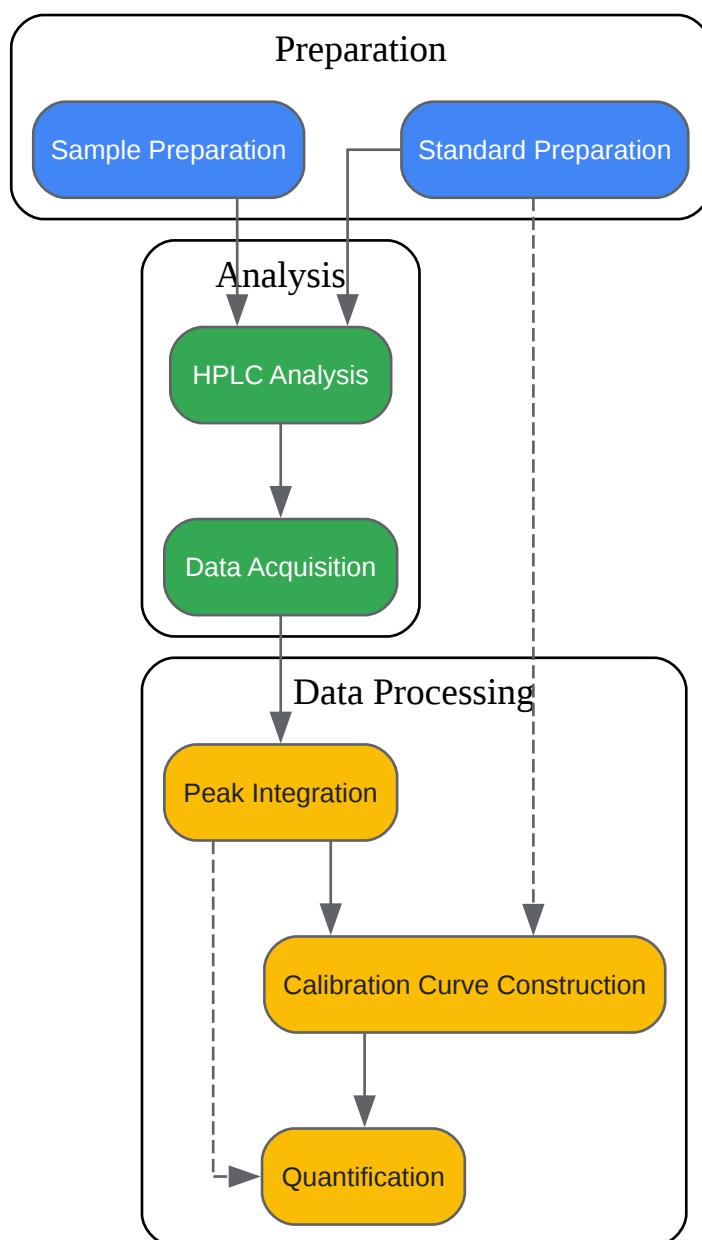 Preparation
Sample Preparation
Standard Preparation
Analysis
HPLC Analysis
Data Acquisition
Data Processing
Peak Integration
Calibration Curve Construction
Quantification